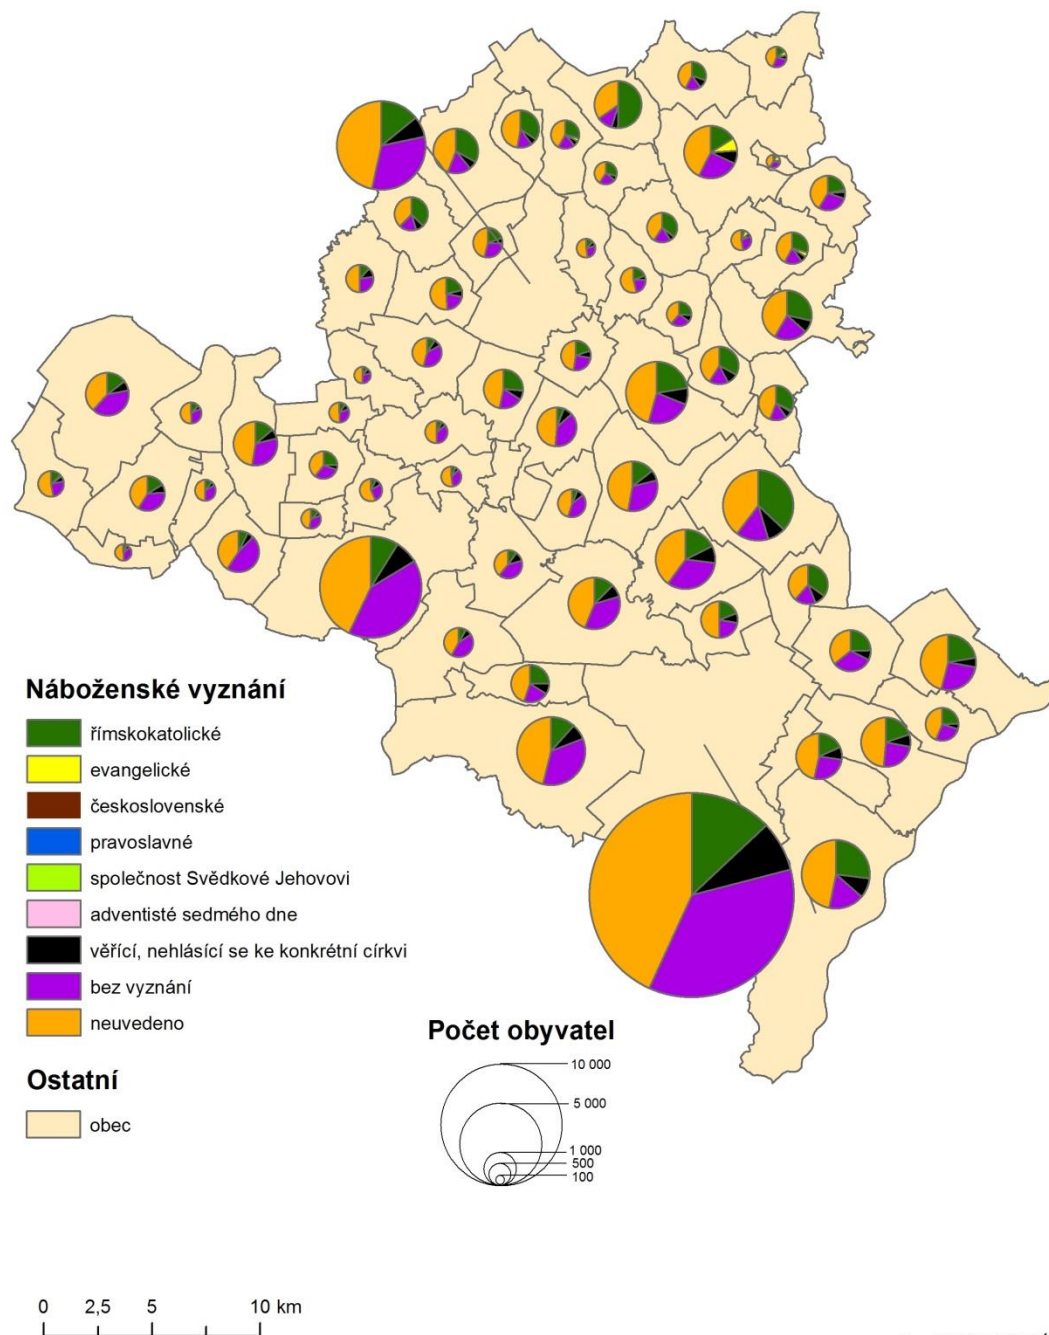 Náboženské vyznání
římskokatolické
evangelické
československé
pravoslavné
společnost Svědkové Jehovovi
adventisté sedmého dne
věřící, nehlásící se ke konkrétní církvi
bez vyznání
neuvedeno
Ostatní
obec
Počet obyvatel
10 000
5 000
1 000
500
100
0 2,5 5 10 km